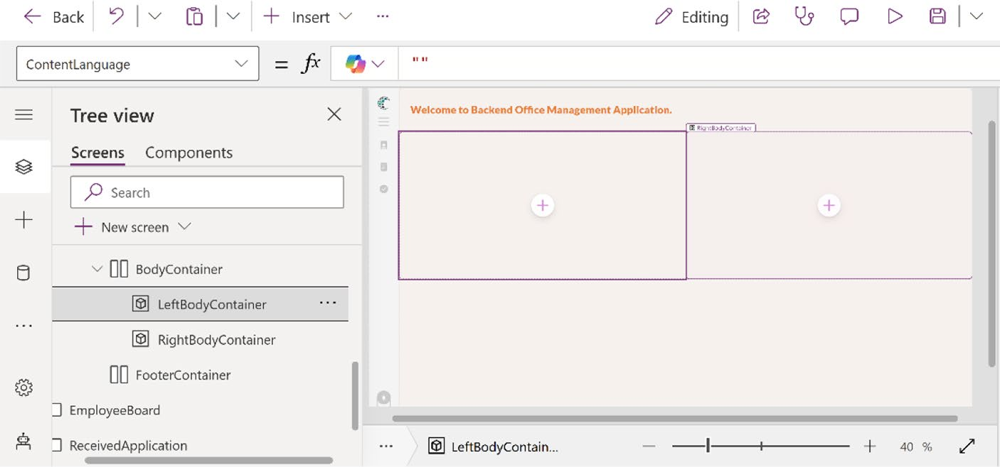 Back
Insert
Editing
ContentLanguage
= fx
""
Tree view
Screens Components
Search
New screen
BodyContainer
LeftBodyContainer
RightBodyContainer
FooterContainer
EmployeeBoard
ReceivedApplication
Welcome to Backend Office Management Application.
RightBodyContainer
LeftBodyContain...
40 %